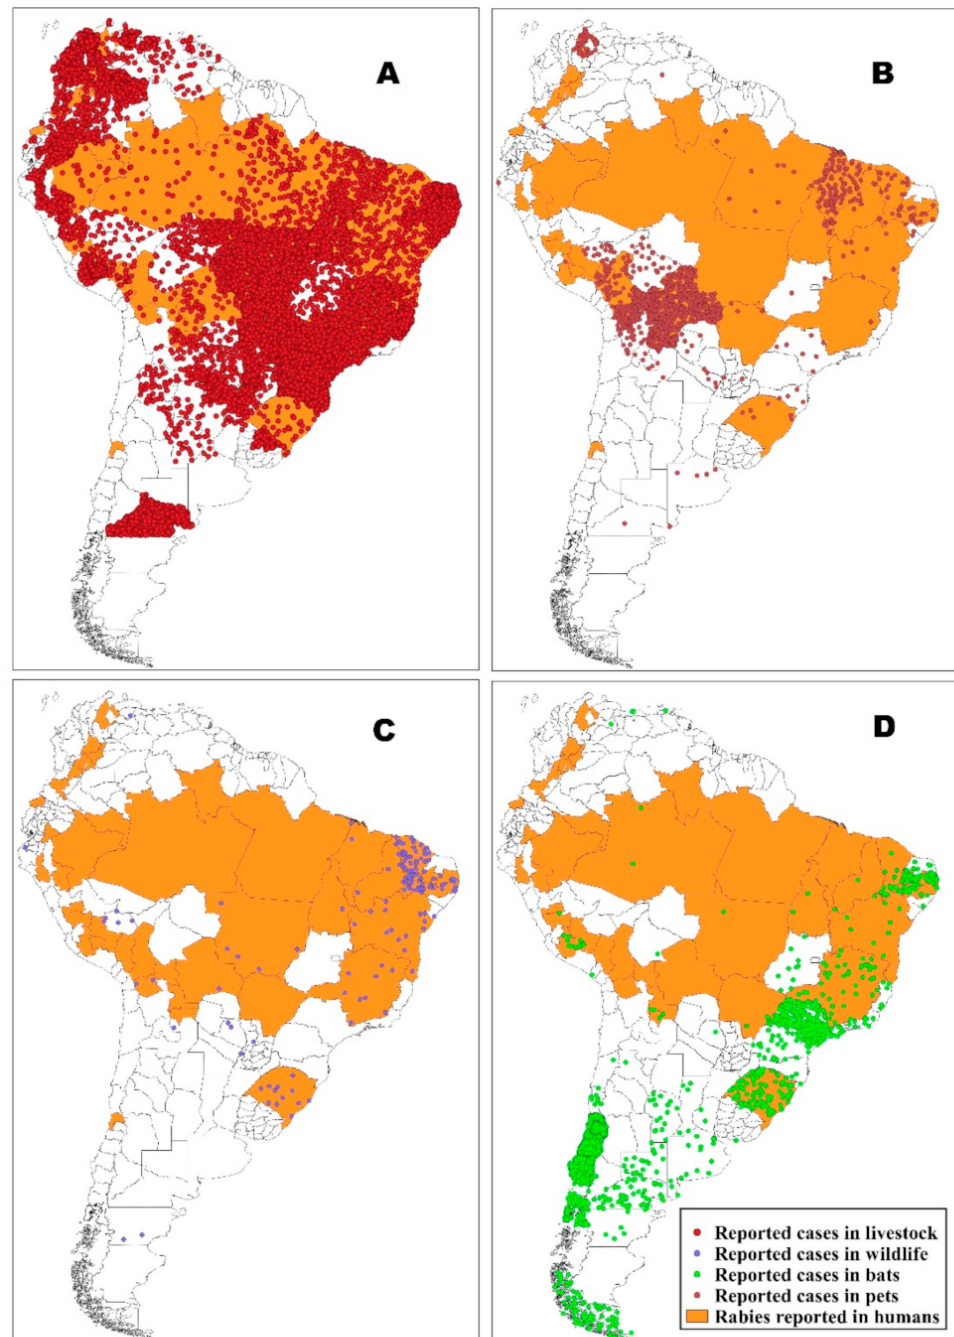 A
B
C
D
Reported cases in livestock
Reported cases in wildlife
Reported cases in bats
Reported cases in pets
Rabies reported in humans